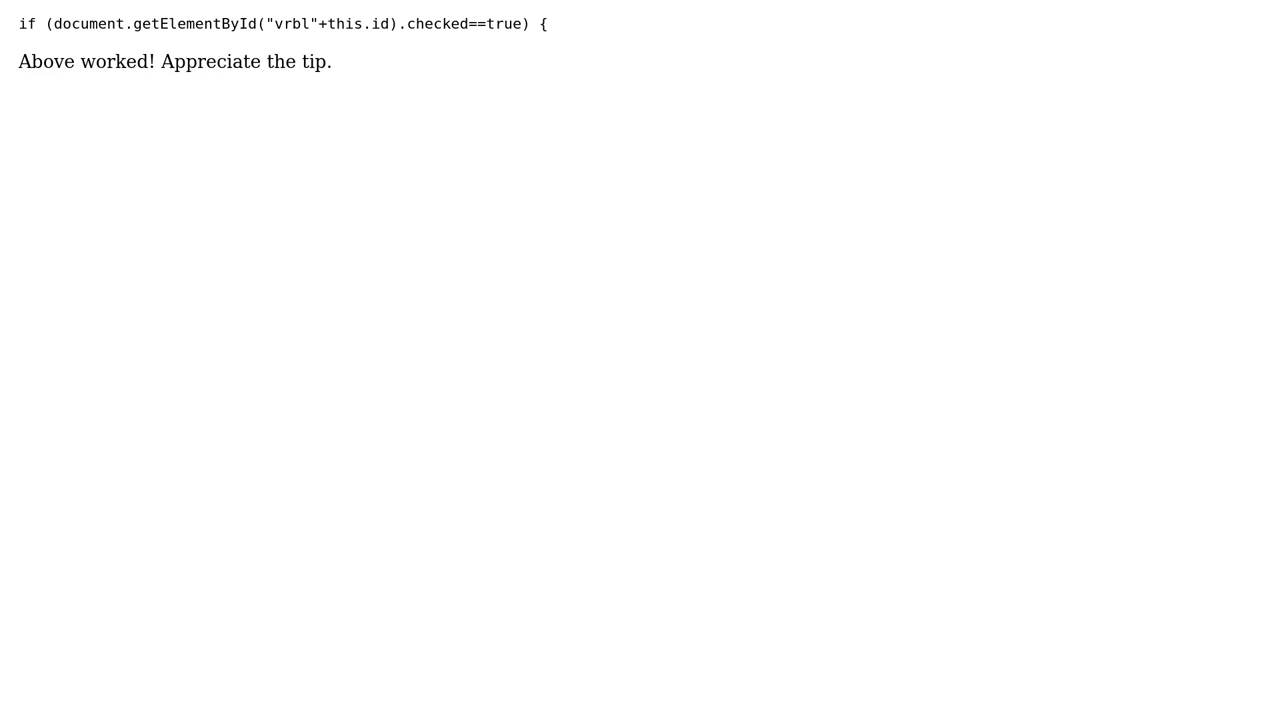 if (document.getElementById("vrbl"+this.id).checked==true) {
Above worked! Appreciate the tip.